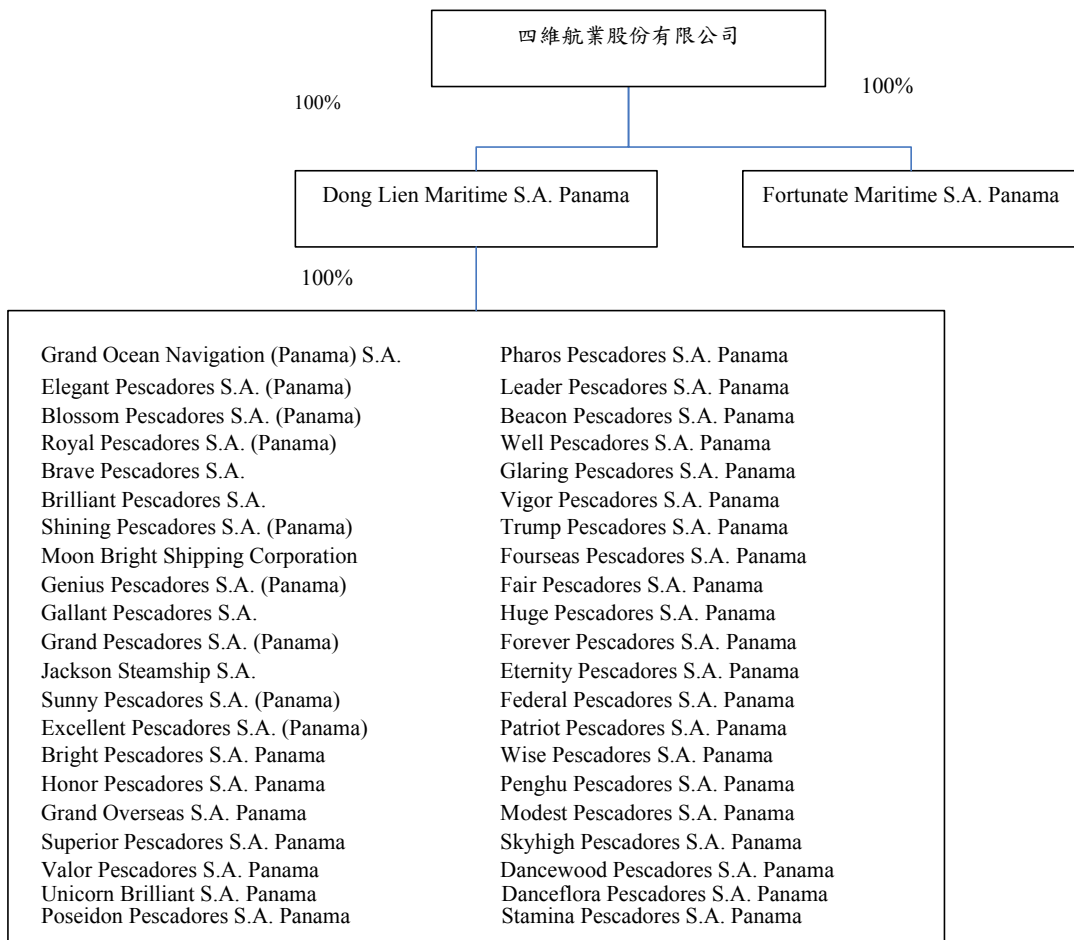 四維航業股份有限公司
100%
100%
Dong Lien Maritime S.A. Panama
Fortunate Maritime S.A. Panama
100%
Grand Ocean Navigation (Panama) S.A.
Elegant Pescadores S.A. (Panama)
Blossom Pescadores S.A. (Panama)
Royal Pescadores S.A. (Panama)
Brave Pescadores S.A.
Brilliant Pescadores S.A.
Shining Pescadores S.A. (Panama)
Moon Bright Shipping Corporation
Genius Pescadores S.A. (Panama)
Gallant Pescadores S.A.
Grand Pescadores S.A. (Panama)
Jackson Steamship S.A.
Sunny Pescadores S.A. (Panama)
Excellent Pescadores S.A. (Panama)
Bright Pescadores S.A. Panama
Honor Pescadores S.A. Panama
Grand Overseas S.A. Panama
Superior Pescadores S.A. Panama
Valor Pescadores S.A. Panama
Unicorn Brilliant S.A. Panama
Poseidon Pescadores S.A. Panama
Pharos Pescadores S.A. Panama
Leader Pescadores S.A. Panama
Beacon Pescadores S.A. Panama
Well Pescadores S.A. Panama
Glaring Pescadores S.A. Panama
Vigor Pescadores S.A. Panama
Trump Pescadores S.A. Panama
Fourseas Pescadores S.A. Panama
Fair Pescadores S.A. Panama
Huge Pescadores S.A. Panama
Forever Pescadores S.A. Panama
Eternity Pescadores S.A. Panama
Federal Pescadores S.A. Panama
Patriot Pescadores S.A. Panama
Wise Pescadores S.A. Panama
Penghu Pescadores S.A. Panama
Modest Pescadores S.A. Panama
Skyhigh Pescadores S.A. Panama
Dancewood Pescadores S.A. Panama
Danceflora Pescadores S.A. Panama
Stamina Pescadores S.A. Panama